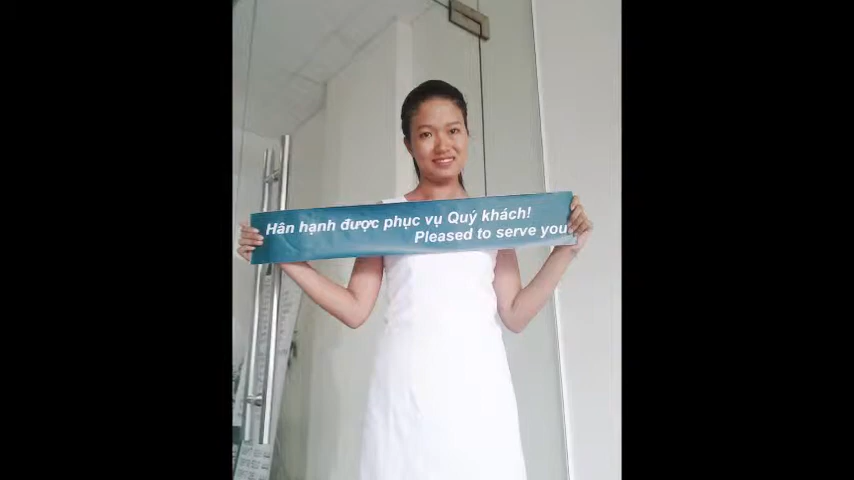 Hân hạnh được phục vụ Quý khách!
Pleased to serve you